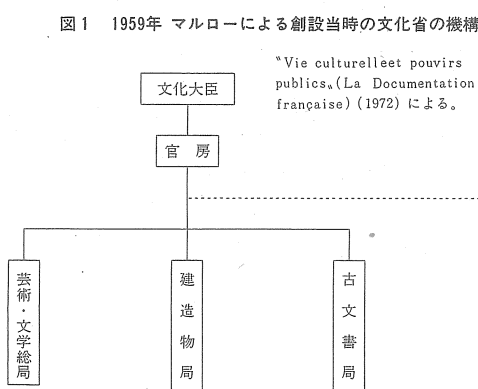 図1 1959年 マルローによる創設当時の文化省の機構
〝Vie culturelleet pouvirs
publics〟(La Documentation
française) (1972) による。
文化大臣
官房
芸術・文学総局
建造物局
古文書局